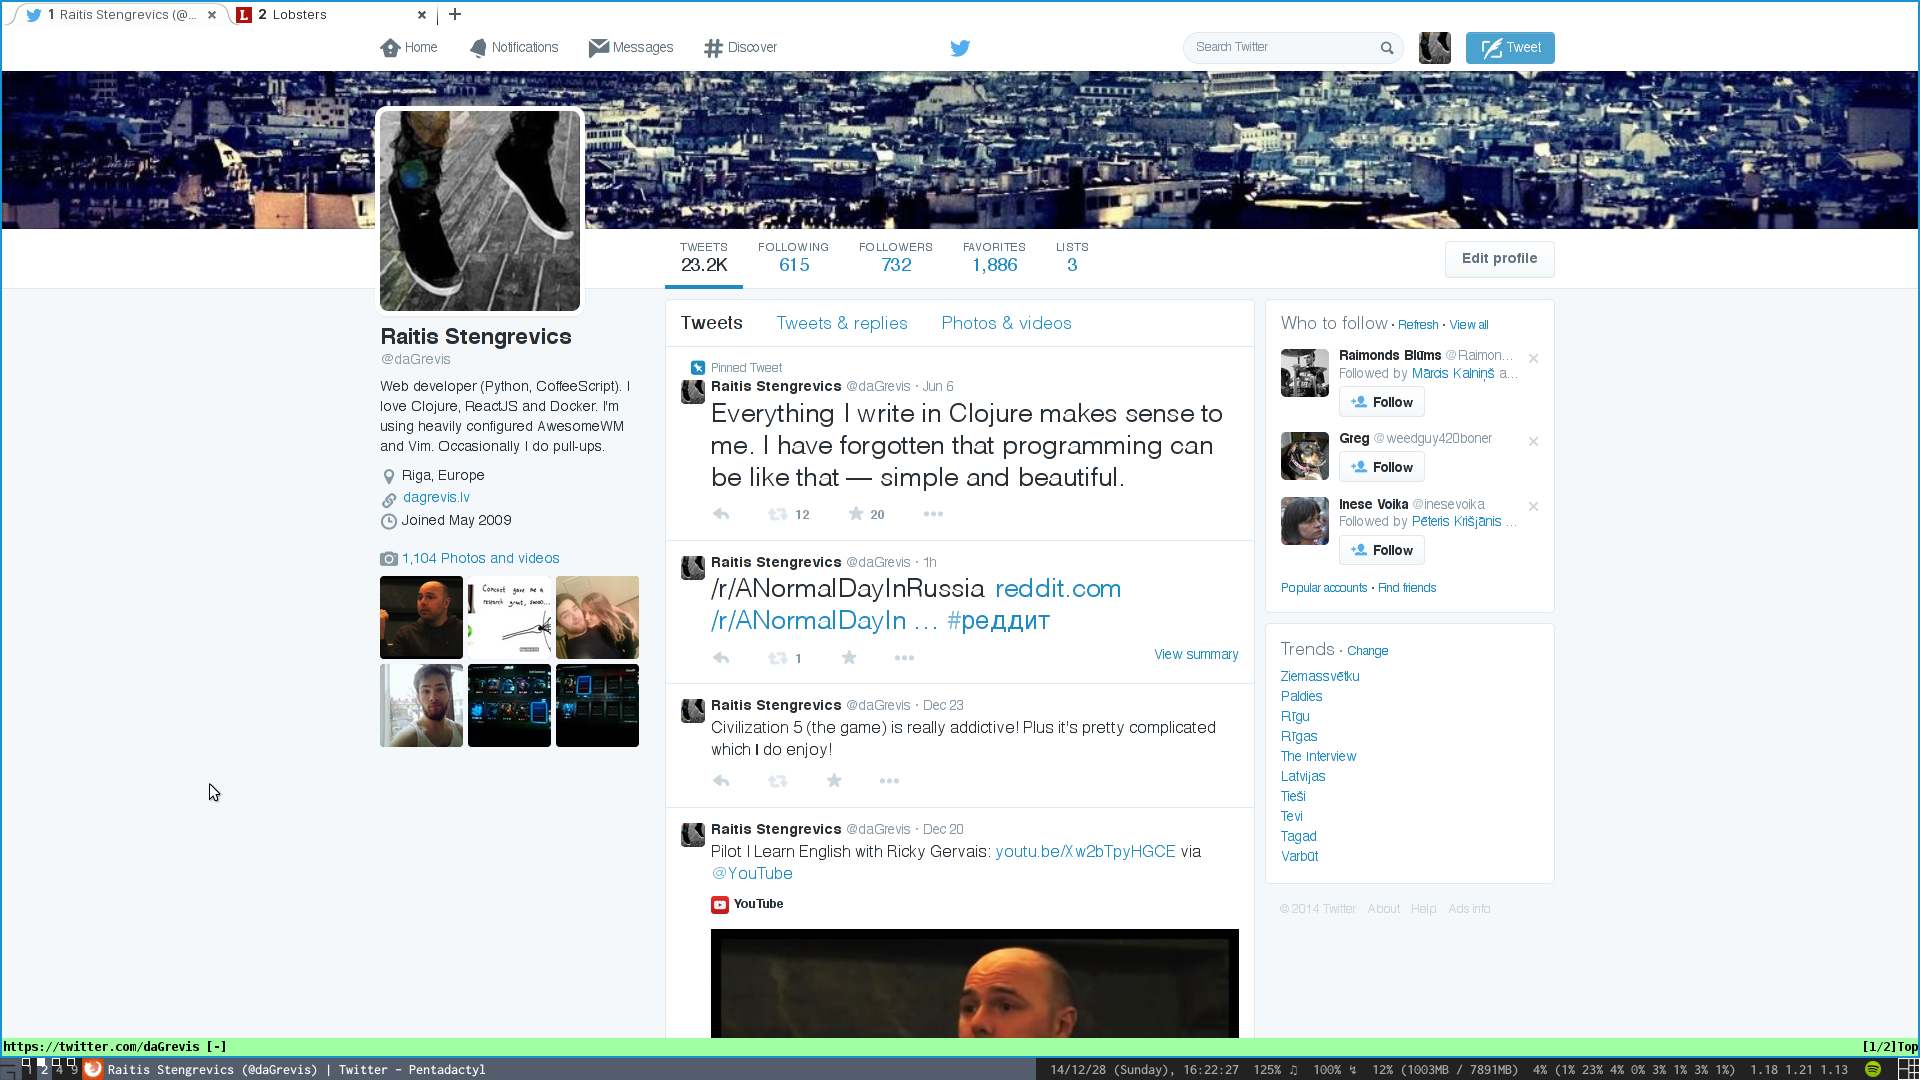 1 Raitis Stengrevics (@...
2 Lobsters
Home
Notifications
Messages
Discover
Search Twitter
Tweet
TWEETS
23.2K
FOLLOWING
615
FOLLOWERS
732
FAVORITES
1,886
LISTS
3
Edit profile
Raitis Stengrevics
@daGrevis
Web developer (Python, CoffeeScript). I
love Clojure, ReactJS and Docker. I'm
using heavily configured AwesomeWM
and Vim. Occasionally I do pull-ups.
Riga, Europe
dagrevis.lv
Joined May 2009
1,104 Photos and videos
Comcast gave me a
research grant, soooo...
Tweets
Tweets & replies
Photos & videos
Pinned Tweet
Raitis Stengrevics @daGrevis · Jun 6
Everything I write in Clojure makes sense to
me. I have forgotten that programming can
be like that — simple and beautiful.
12
20
Raitis Stengrevics @daGrevis · 1h
/r/ANormalDayInRussia reddit.com
/r/ANormalDayIn ... #реддит
1
View summary
Raitis Stengrevics @daGrevis · Dec 23
Civilization 5 (the game) is really addictive! Plus it's pretty complicated
which I do enjoy!
Raitis Stengrevics @daGrevis · Dec 20
Pilot I Learn English with Ricky Gervais: youtu.be/Xw2bTpyHGCE via
@YouTube
YouTube
Who to follow · Refresh · View all
Raimonds Blūms @Raimon...
Followed by Mārcis Kalniņš a...
Follow
Greg @weedguy420boner
Follow
Inese Voika @inesevoika
Followed by Pēteris Krišjānis ...
Follow
Popular accounts · Find friends
Trends · Change
Ziemassvētku
Paldies
Rīgu
Rīgas
The Interview
Latvijas
Tieši
Tevi
Tagad
Varbūt
© 2014 Twitter About Help Ads info
https://twitter.com/daGrevis [-]
[1/2]Top
1 2 4 9
Raitis Stengrevics (@daGrevis) | Twitter - Pentadactyl
14/12/28 (Sunday), 16:22:27 125% ♫ 100% ↯ 12% (1003MB / 7891MB) 4% (1% 23% 4% 0% 3% 1% 3% 1%) 1.18 1.21 1.13